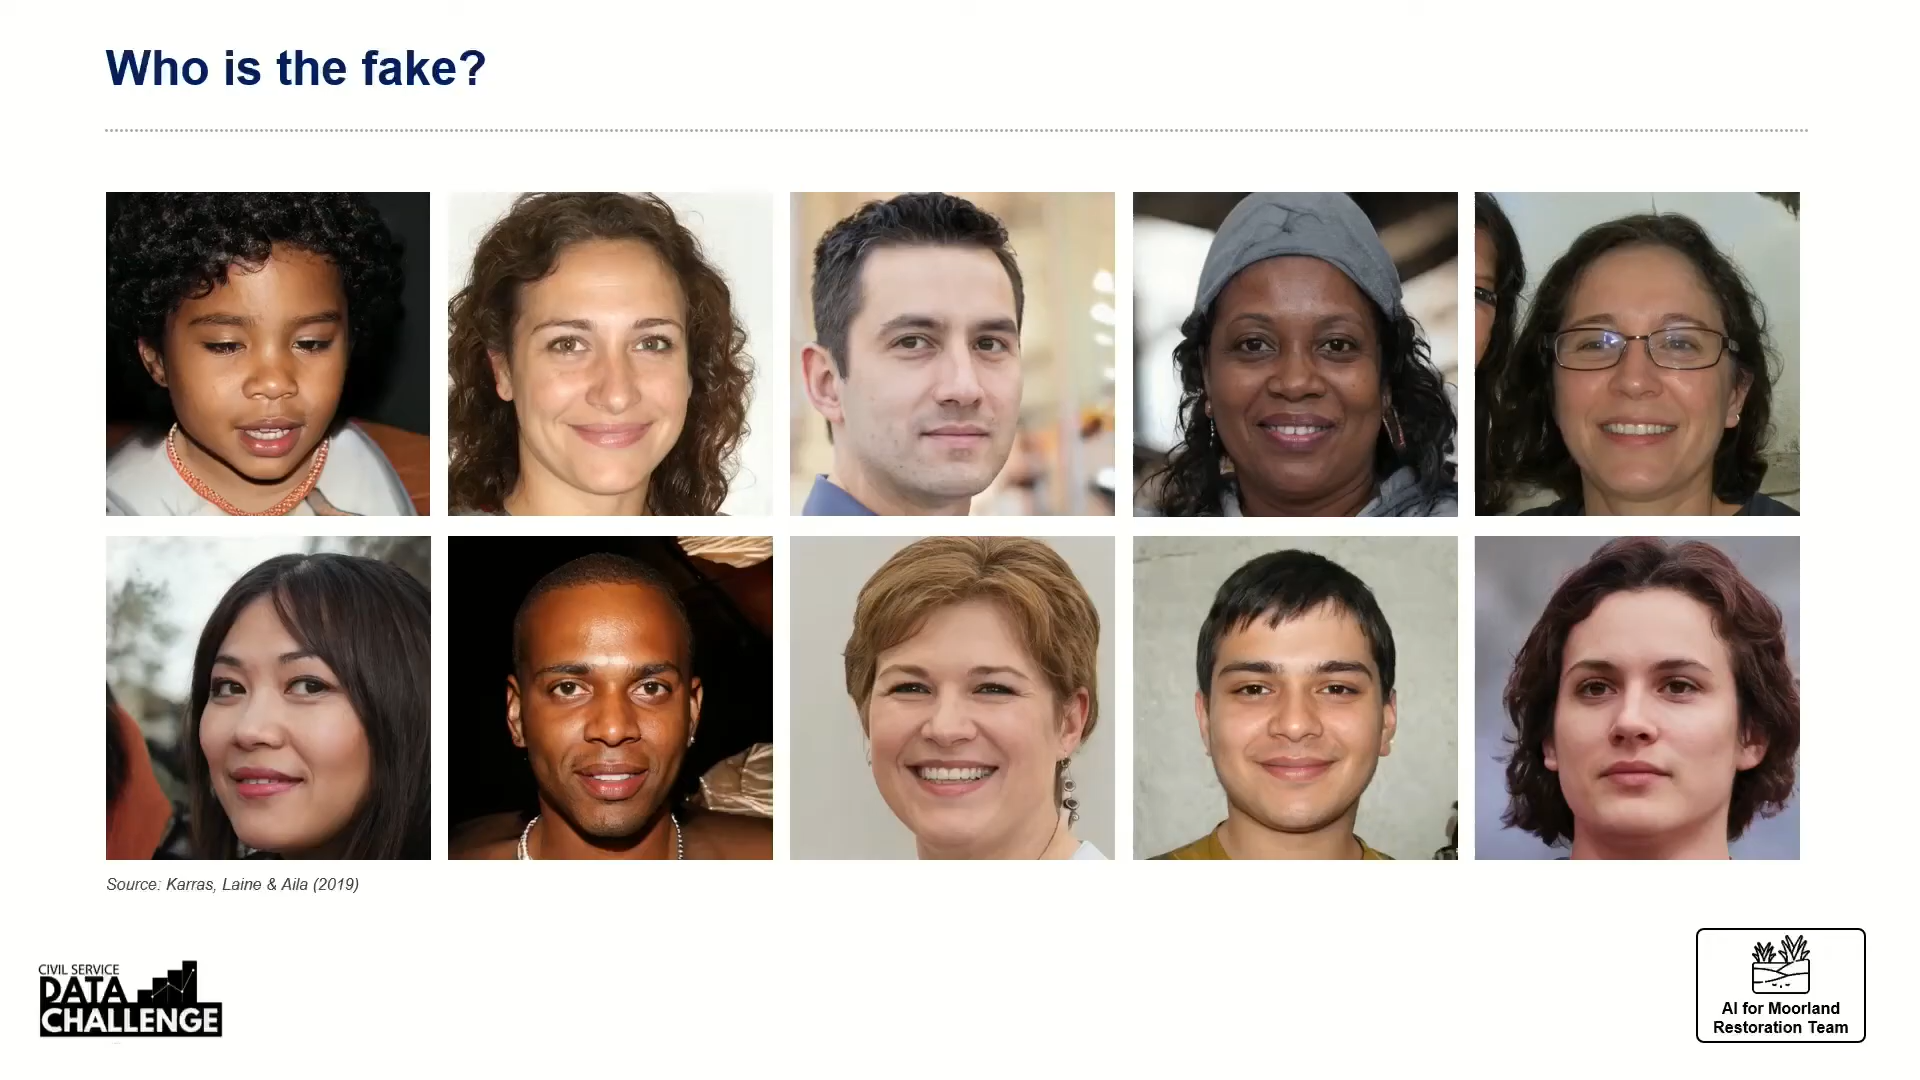 Who is the fake?
Source: Karras, Laine & Aila (2019)
CIVIL SERVICE
DATA
CHALLENGE
AI for Moorland
Restoration Team